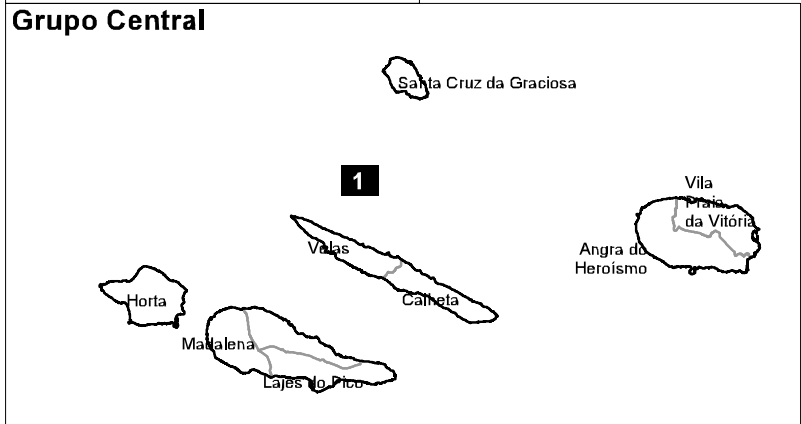 Grupo Central
Santa Cruz da Graciosa
1
Vila
Praia
da Vitória
Velas
Angra do
Heroísmo
Calheta
Horta
Madalena
Lajes do Pico